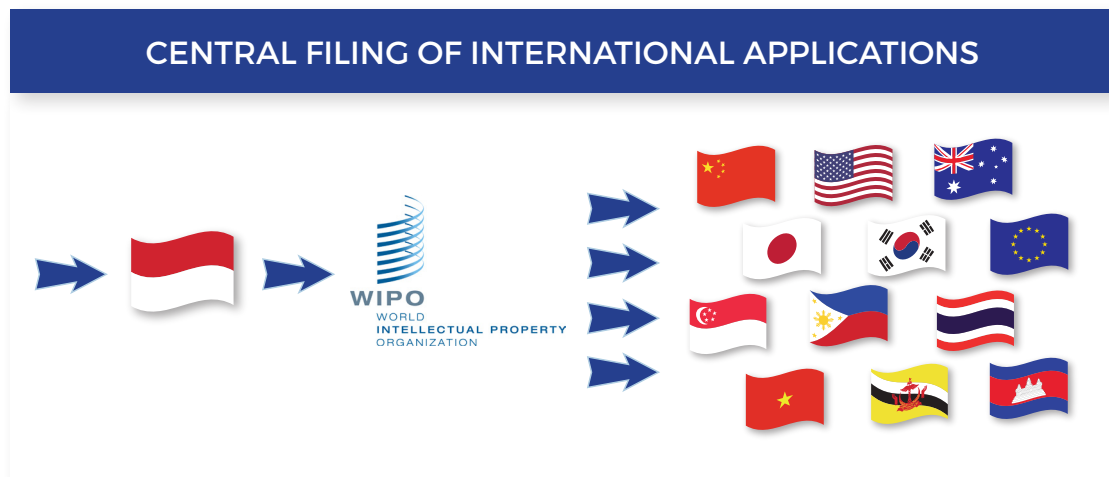 CENTRAL FILING OF INTERNATIONAL APPLICATIONS
WIPO
WORLD
INTELLECTUAL PROPERTY
ORGANIZATION